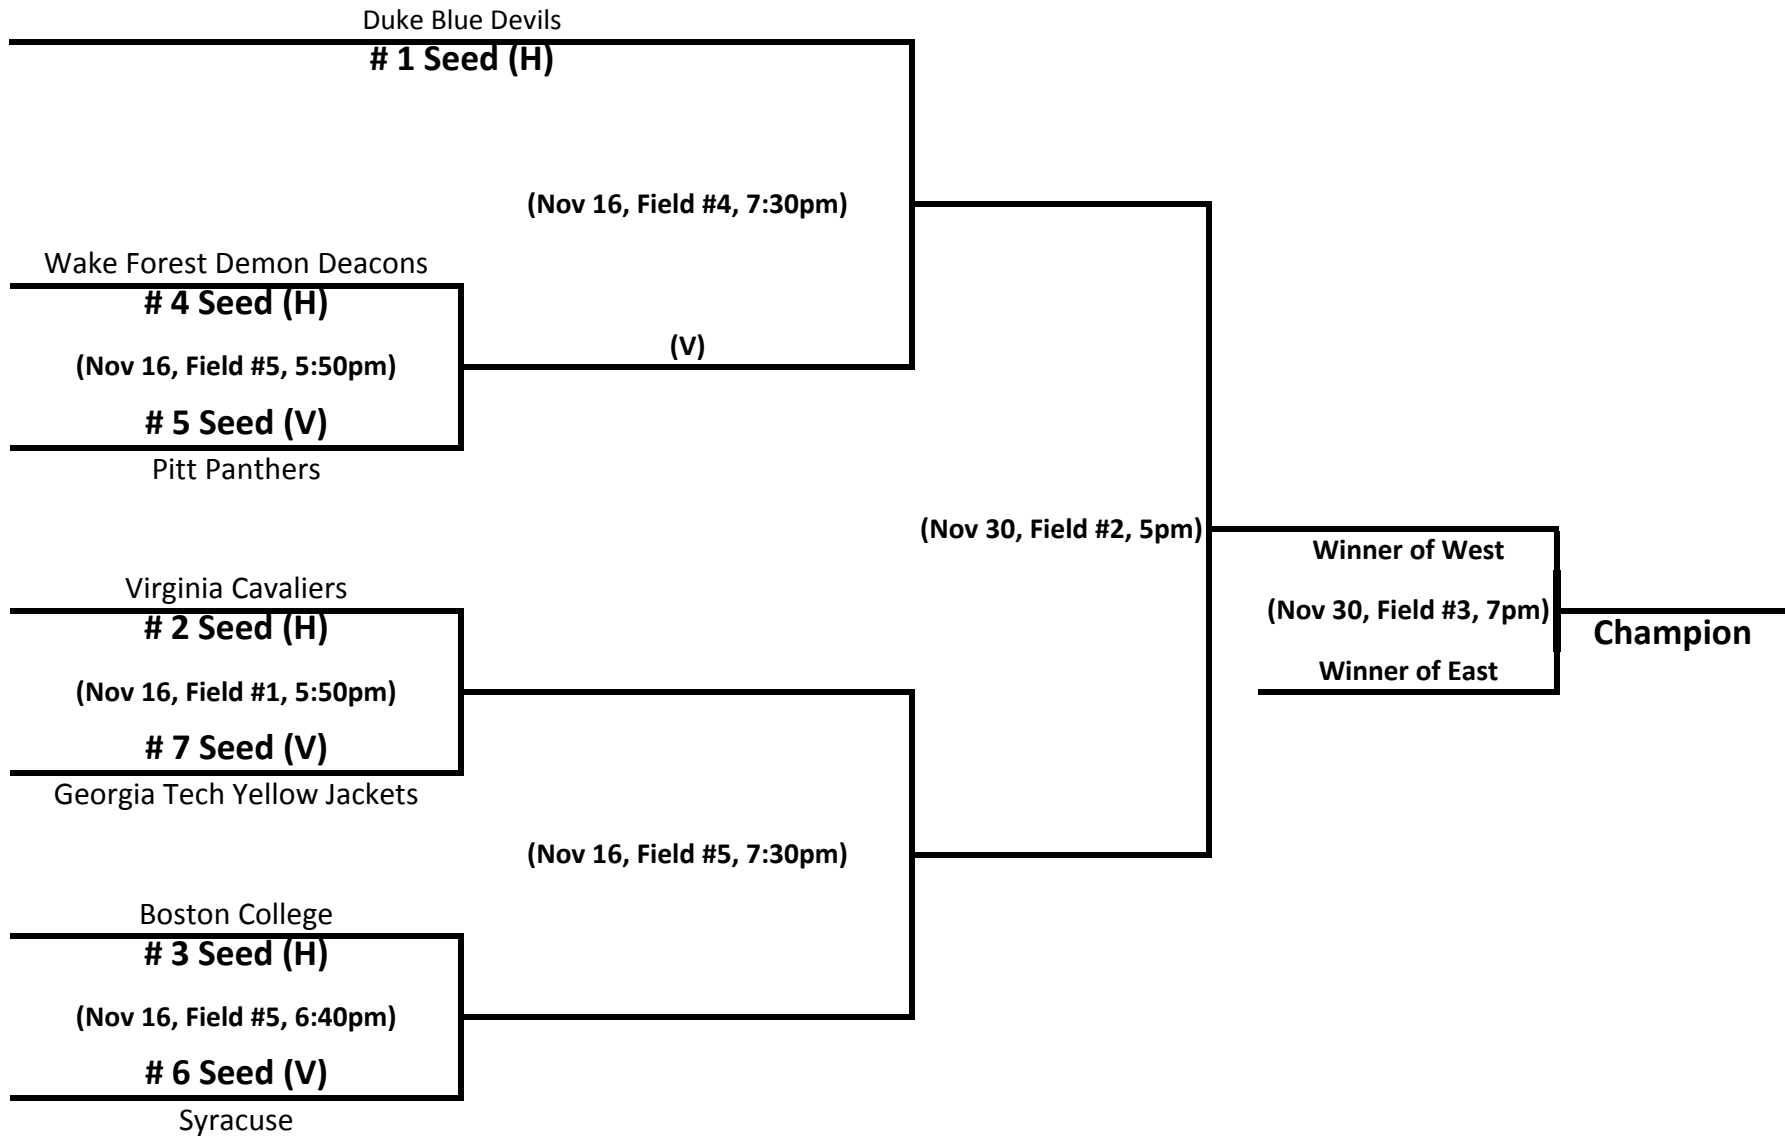 Duke Blue Devils
# 1 Seed (H)
(Nov 16, Field #4, 7:30pm)
Wake Forest Demon Deacons
# 4 Seed (H)
(V)
(Nov 16, Field #5, 5:50pm)
# 5 Seed (V)
Pitt Panthers
(Nov 30, Field #2, 5pm)
Winner of West
Virginia Cavaliers
# 2 Seed (H)
(Nov 30, Field #3, 7pm)
Champion
Winner of East
(Nov 16, Field #1, 5:50pm)
# 7 Seed (V)
Georgia Tech Yellow Jackets
(Nov 16, Field #5, 7:30pm)
Boston College
# 3 Seed (H)
(Nov 16, Field #5, 6:40pm)
# 6 Seed (V)
Syracuse